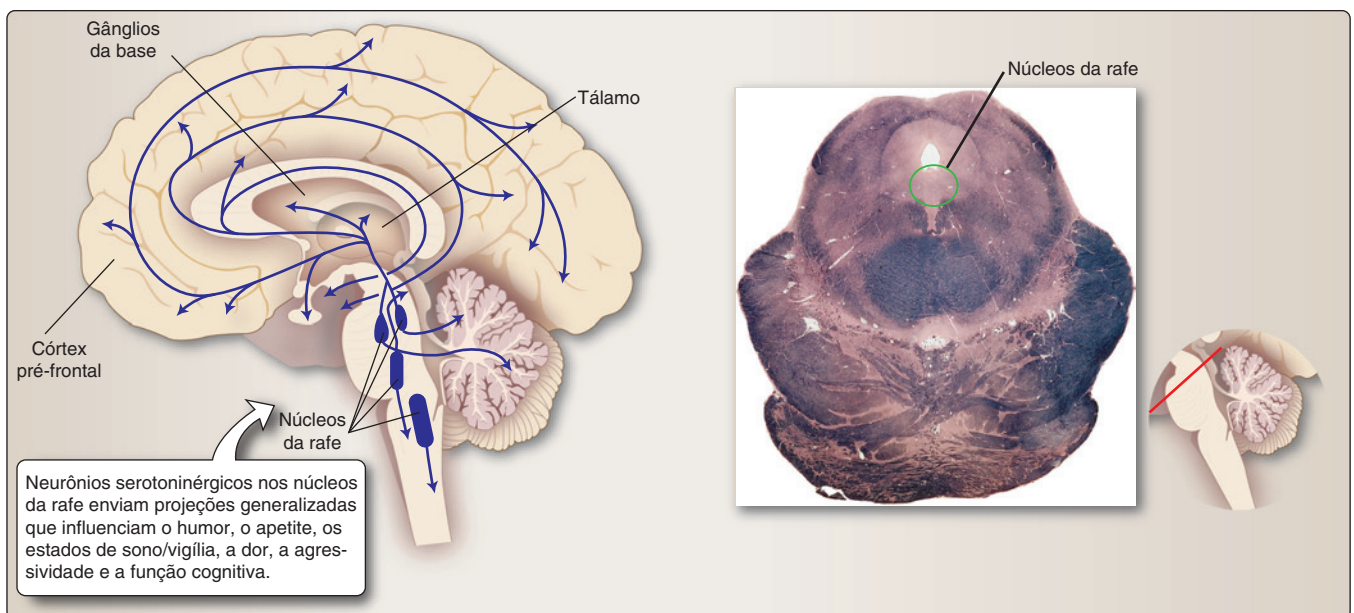 Gânglios
da base
Tálamo
Córtex
pré-frontal
Núcleos
da rafe
Neurônios serotoninérgicos nos núcleos
da rafe enviam projeções generalizadas
que influenciam o humor, o apetite, os
estados de sono/vigília, a dor, a agres-
sividade e a função cognitiva.
Núcleos da rafe